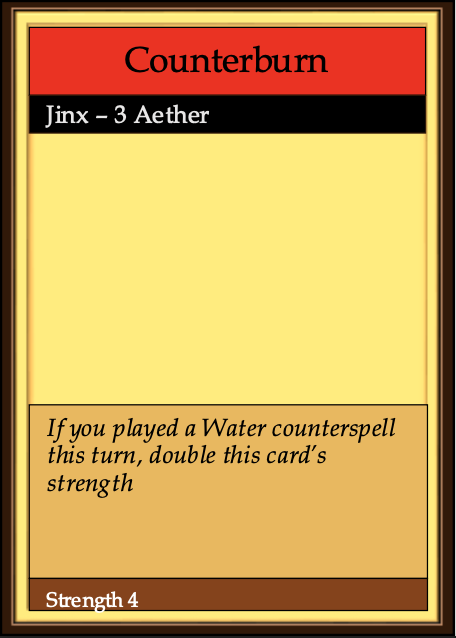 Counterburn
Jinx – 3 Aether
If you played a Water counterspell
this turn, double this card's
strength
Strength 4